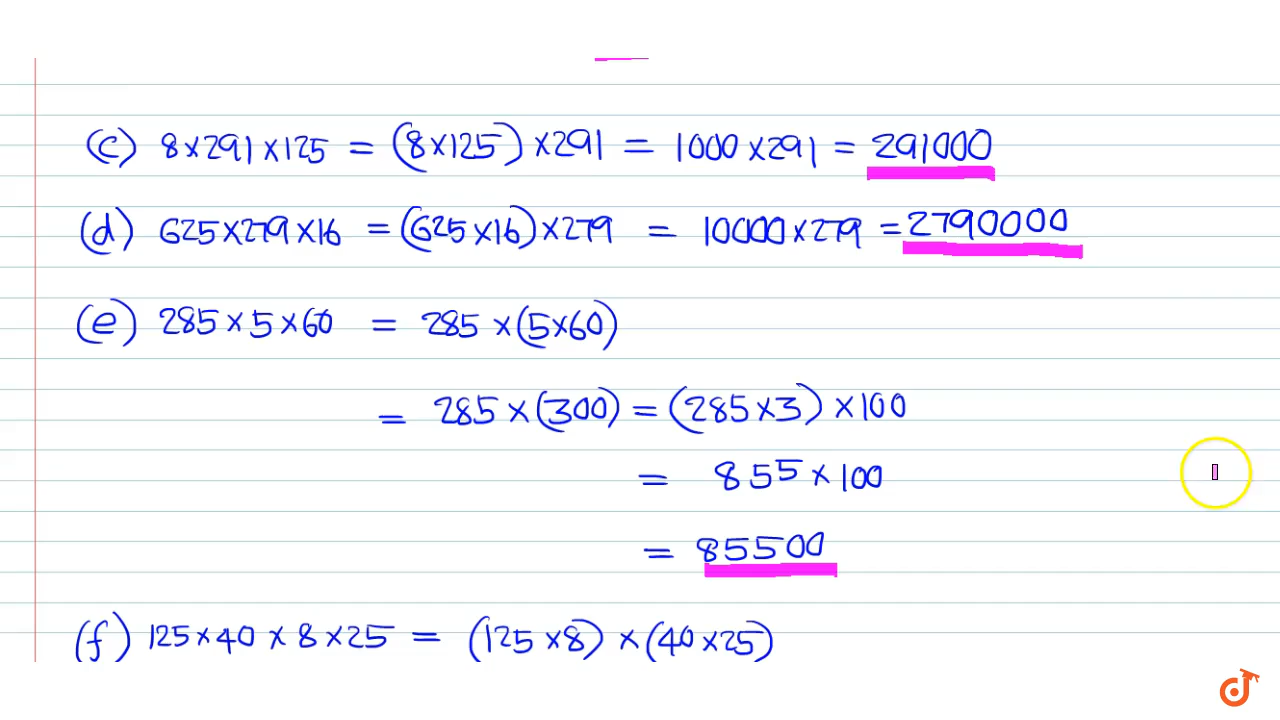 (c) 8×291×125 = (8×125)×291 = 1000×291 = 291000
(d) 625×279×16 = (625×16)×279 = 10000×279 = 2790000
(e) 285×5×60 = 285×(5×60)
= 285×(300) = (285×3)×100
= 855×100
= 85500
(f) 125×40×8×25 = (125×8)×(40×25)